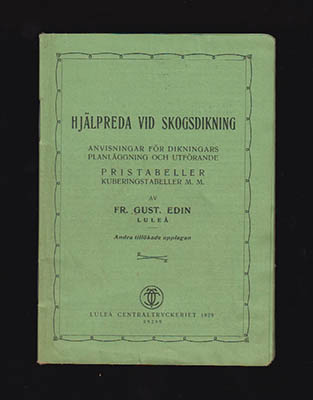 HJÄLPREDA VID SKOGSDIKNING
ANVISNINGAR FÖR DIKNINGARS
PLANLÄGGNING OCH UTFÖRANDE
PRISTABELLER
KUBERINGSTABELLER M. M.
AV
FR. GUST. EDIN
LULEÅ
Andra tillökade upplagan
LULEÅ CENTRALTRYCKERIET 1929